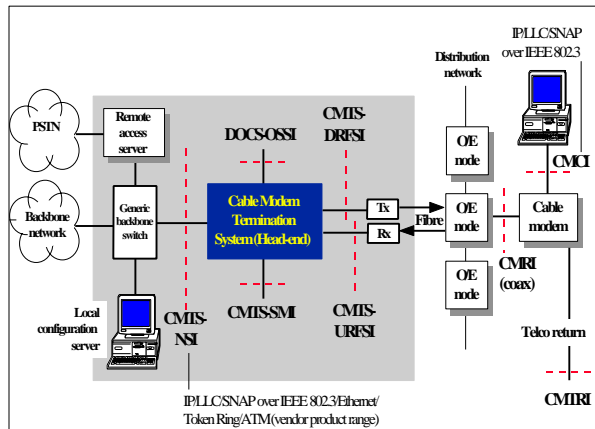 IP/LLC/SNAP
over IEEE 802.3
Distribution
network
CMTS-
DRFSI
Remote
access
server
PSTN
DOCS-OSSI
O/E
node
CMCI
Cable Modem
Termination
System (Head-end)
Tx
Rx
Fibre
O/E
node
Cable
modem
Generic
backbone
switch
Backbone
network
CMRI
(coax)
O/E
node
Local
configuration
server
CMTS-
NSI
CMTS-SMI
CMTS-
URFSI
Telco return
CMTRI
IP/LLC/SNAP over IEEE 802.3/Ethernet/
Token Ring/ATM (vendor product range)